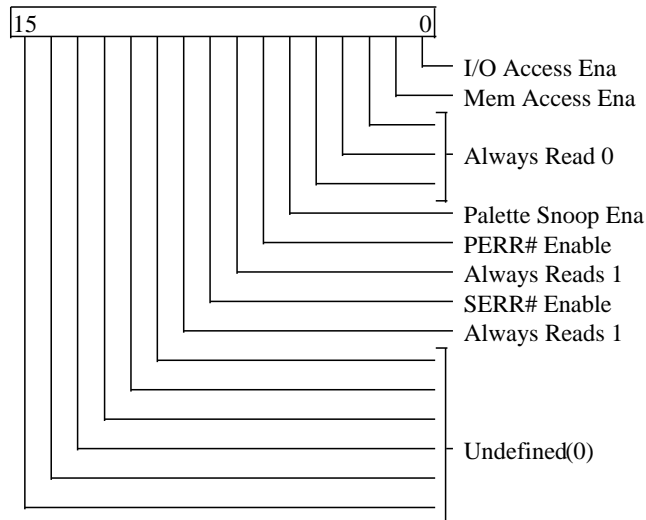 15 0
I/O Access Ena
Mem Access Ena
Always Read 0
Palette Snoop Ena
PERR# Enable
Always Reads 1
SERR# Enable
Always Reads 1
Undefined(0)